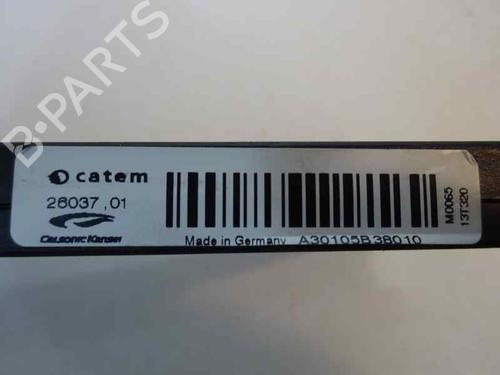 catem
26037,01
Calsonic Kansei
Made in Germany A30105B38010
M0065
13T320
B-PARTS